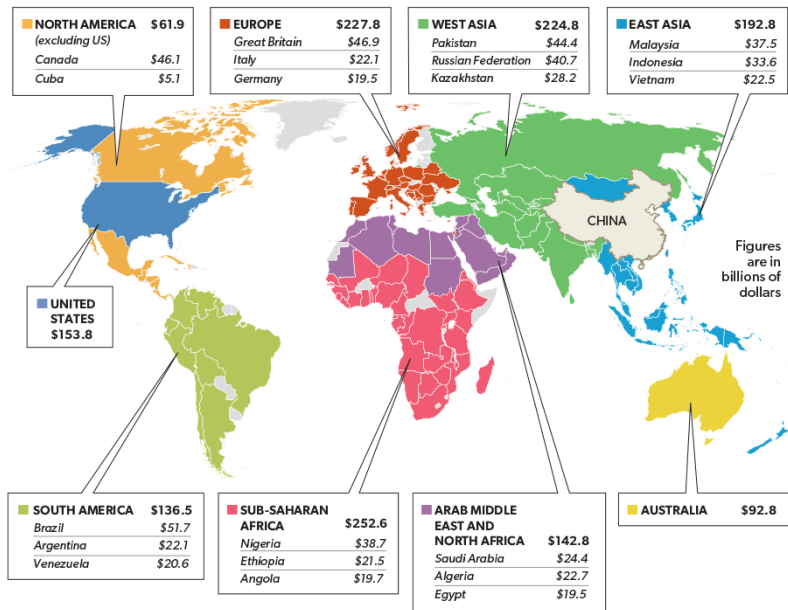 NORTH AMERICA $61.9
(excluding US)
Canada $46.1
Cuba $5.1
EUROPE $227.8
Great Britain $46.9
Italy $22.1
Germany $19.5
WEST ASIA $224.8
Pakistan $44.4
Russian Federation $40.7
Kazakhstan $28.2
EAST ASIA $192.8
Malaysia $37.5
Indonesia $33.6
Vietnam $22.5
CHINA
Figures
are in
billions of
dollars
UNITED
STATES
$153.8
SOUTH AMERICA $136.5
Brazil $51.7
Argentina $22.1
Venezuela $20.6
SUB-SAHARAN
AFRICA $252.6
Nigeria $38.7
Ethiopia $21.5
Angola $19.7
ARAB MIDDLE
EAST AND
NORTH AFRICA $142.8
Saudi Arabia $24.4
Algeria $22.7
Egypt $19.5
AUSTRALIA $92.8